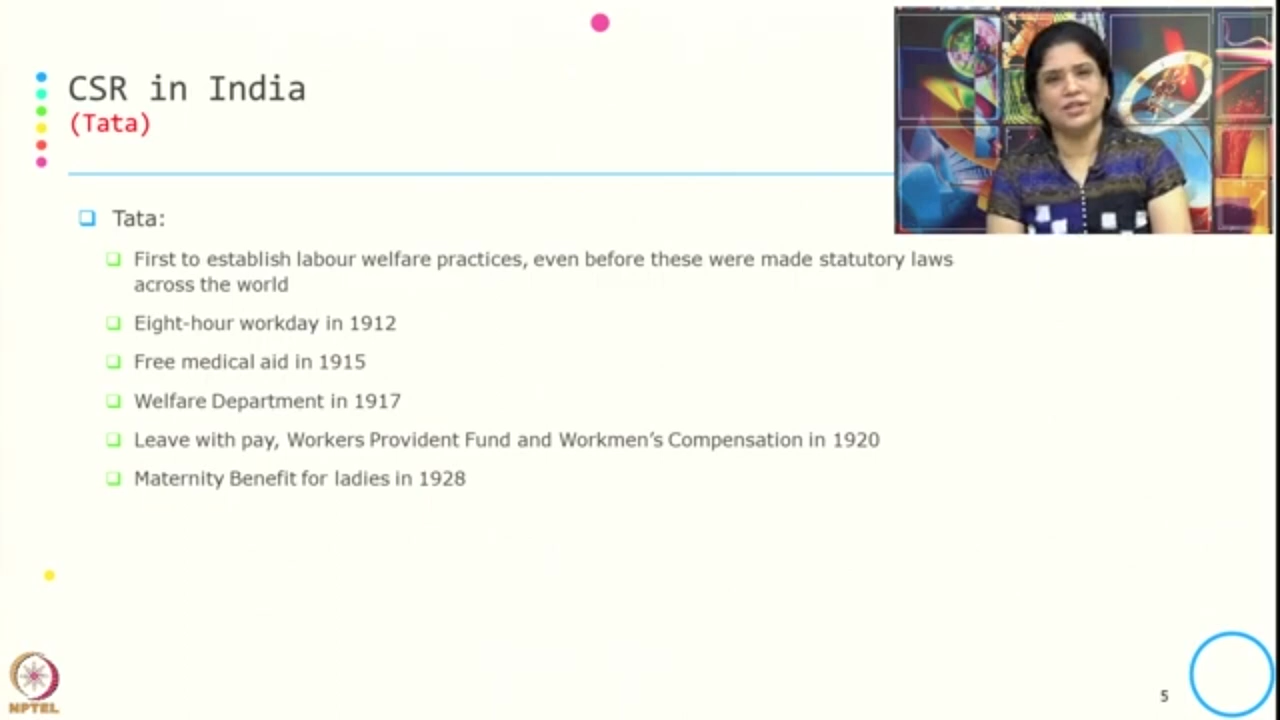 CSR in India
(Tata)
Tata:
First to establish labour welfare practices, even before these were made statutory laws
across the world
Eight-hour workday in 1912
Free medical aid in 1915
Welfare Department in 1917
Leave with pay, Workers Provident Fund and Workmen’s Compensation in 1920
Maternity Benefit for ladies in 1928
NPTEL
5